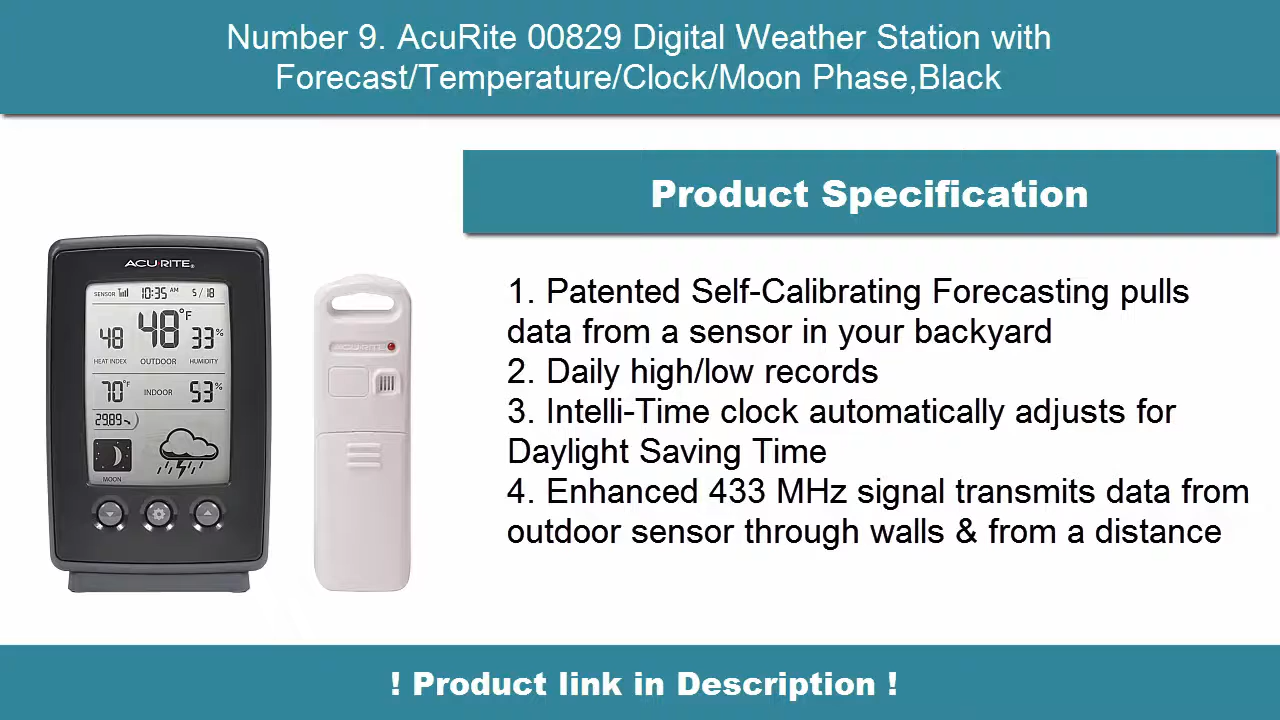 Number 9. AcuRite 00829 Digital Weather Station with
Forecast/Temperature/Clock/Moon Phase,Black
Product Specification
1. Patented Self-Calibrating Forecasting pulls
data from a sensor in your backyard
2. Daily high/low records
3. Intelli-Time clock automatically adjusts for
Daylight Saving Time
4. Enhanced 433 MHz signal transmits data from
outdoor sensor through walls & from a distance
ACU RITE®
SENSOR 10:35 AM 5/18
48 48°F 33%
HEAT INDEX OUTDOOR HUMIDITY
70°F INDOOR 53%
29.89
MOON
ACURITE
! Product link in Description !